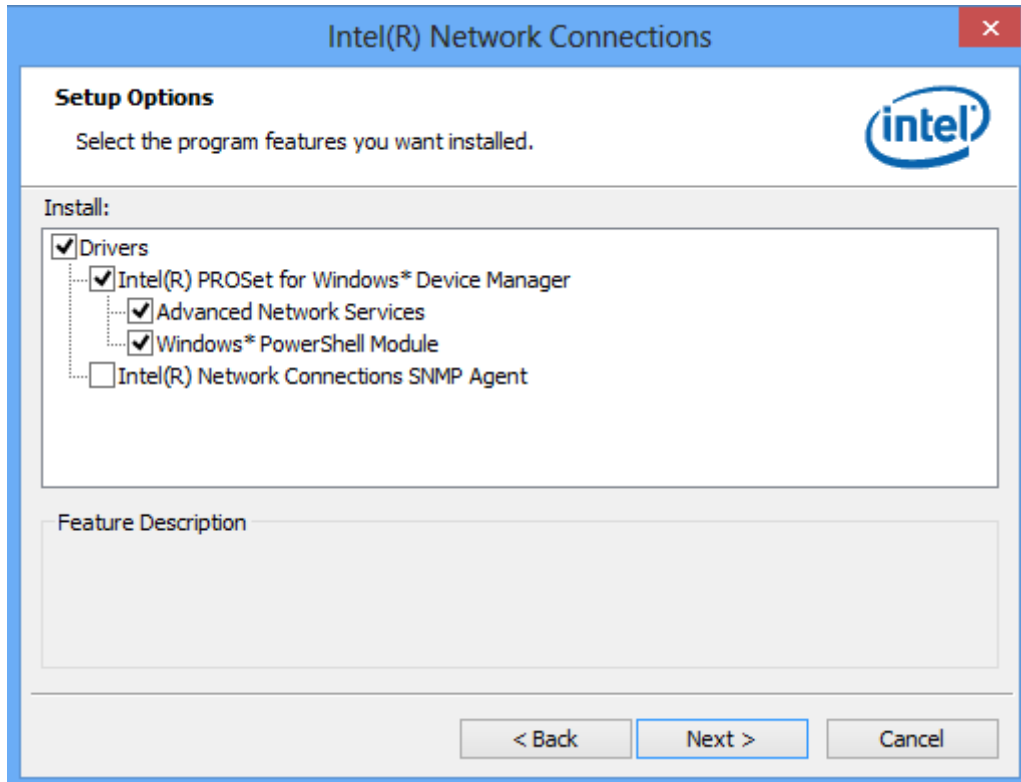 Intel(R) Network Connections
Setup Options
Select the program features you want installed.
intel
Install:
Drivers
Intel(R) PROSet for Windows* Device Manager
Advanced Network Services
Windows* PowerShell Module
Intel(R) Network Connections SNMP Agent
Feature Description
< Back Next > Cancel